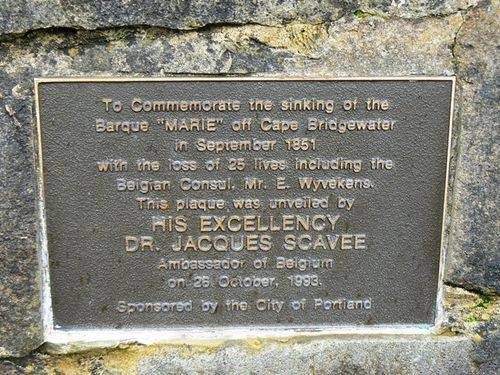 To Commemorate the sinking of the
Barque "MARIE" off Cape Bridgewater
in September 1851
with the loss of 25 lives including the
Belgian Consul, Mr. E. Wyvekens.
This plaque was unveiled by
HIS EXCELLENCY
DR. JACQUES SCAVEE
Ambassador of Belgium
on 26 October, 1993.
Sponsored by the City of Portland